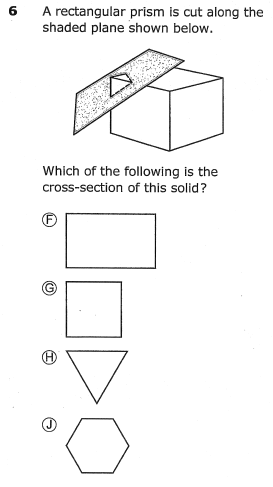 6 A rectangular prism is cut along the
shaded plane shown below.
Which of the following is the
cross-section of this solid?
F
G
H
J